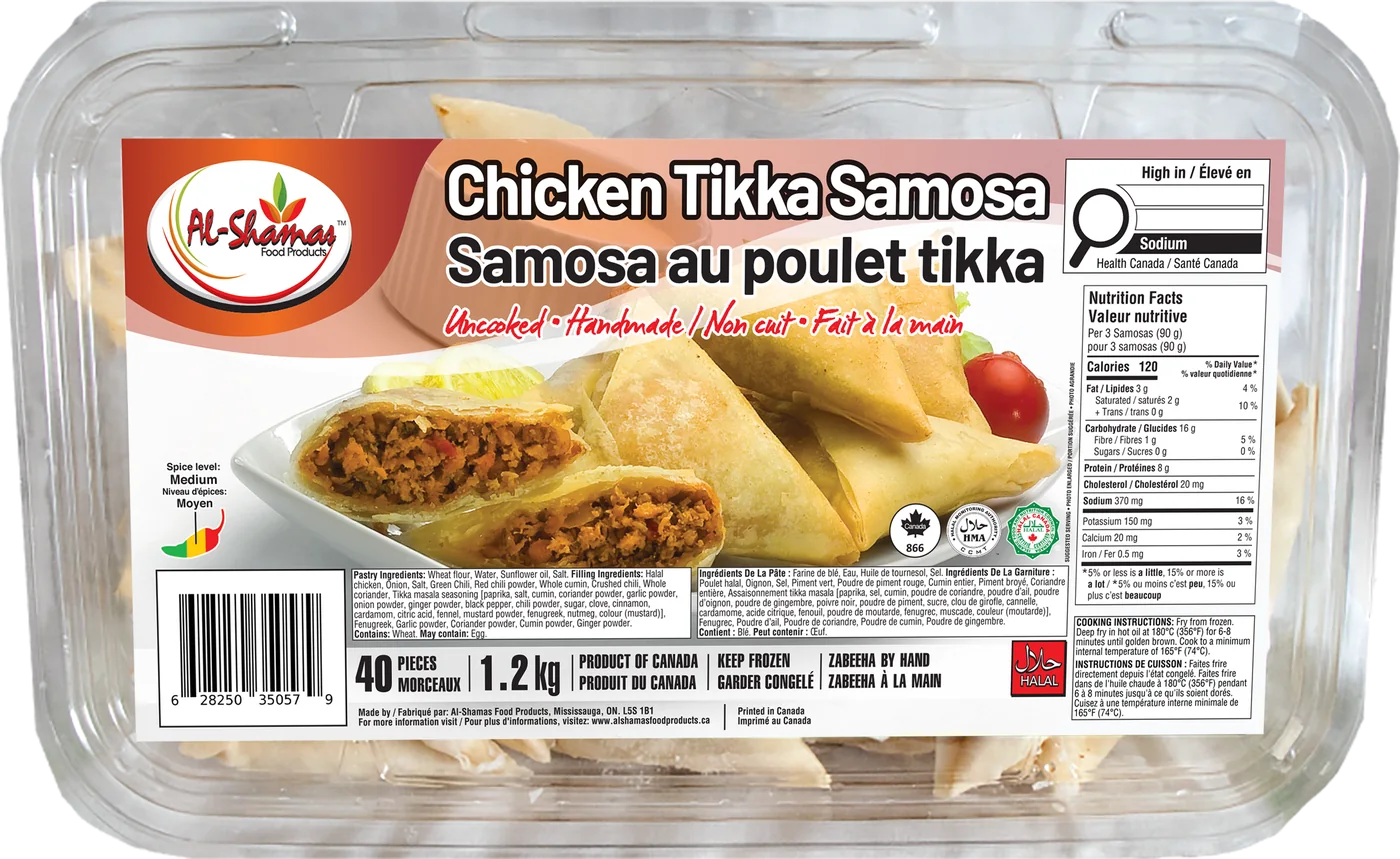 Al-Shamas™
Food Products
Chicken Tikka Samosa
Samosa au poulet tikka
Uncooked • Handmade / Non cuit • Fait à la main
Spice level:
Medium
Niveau d'épices:
Moyen
Canada
866
HALAL MONITORING AUTHORITY
حلال
HMA
CCMT
HALAL
SUGGESTED SERVING • PHOTO ENLARGED / PORTION SUGGÉRÉE • PHOTO AGRANDIE
High in / Élevé en
Sodium
Health Canada / Santé Canada
Nutrition Facts
Valeur nutritive
Per 3 Samosas (90 g)
pour 3 samosas (90 g)
Calories 120
% Daily Value*
% valeur quotidienne*
Fat / Lipides 3 g 4 %
Saturated / saturés 2 g
+ Trans / trans 0 g 10 %
Carbohydrate / Glucides 16 g
Fibre / Fibres 1 g 5 %
Sugars / Sucres 0 g 0 %
Protein / Protéines 8 g
Cholesterol / Cholestérol 20 mg
Sodium 370 mg 16 %
Potassium 150 mg 3 %
Calcium 20 mg 2 %
Iron / Fer 0.5 mg 3 %
*5% or less is a little, 15% or more is
a lot / *5% ou moins c'est peu, 15% ou
plus c'est beaucoup
Pastry Ingredients: Wheat flour, Water, Sunflower oil, Salt. Filling Ingredients: Halal
chicken, Onion, Salt, Green Chili, Red chili powder, Whole cumin, Crushed chili, Whole
coriander, Tikka masala seasoning [paprika, salt, cumin, coriander powder, garlic powder,
onion powder, ginger powder, black pepper, chili powder, sugar, clove, cinnamon,
cardamom, citric acid, fennel, mustard powder, fenugreek, nutmeg, colour (mustard)],
Fenugreek, Garlic powder, Coriander powder, Cumin powder, Ginger powder.
Contains: Wheat. May contain: Egg.
Ingrédients De La Pâte : Farine de blé, Eau, Huile de tournesol, Sel. Ingrédients De La Garniture :
Poulet halal, Oignon, Sel, Piment vert, Poudre de piment rouge, Cumin entier, Piment broyé, Coriandre
entière, Assaisonnement tikka masala [paprika, sel, cumin, poudre de coriandre, poudre d'ail, poudre
d'oignon, poudre de gingembre, poivre noir, poudre de piment, sucre, clou de girofle, cannelle,
cardamome, acide citrique, fenouil, poudre de moutarde, fenugrec, muscade, couleur (moutarde)],
Fenugrec, Poudre d'ail, Poudre de coriandre, Poudre de cumin, Poudre de gingembre.
Contient : Blé. Peut contenir : Œuf.
COOKING INSTRUCTIONS: Fry from frozen.
Deep fry in hot oil at 180°C (356°F) for 6-8
minutes until golden brown. Cook to a minimum
internal temperature of 165°F (74°C).
INSTRUCTIONS DE CUISSON : Faites frire
directement depuis l'état congelé. Faites frire
dans de l'huile chaude à 180°C (356°F) pendant
6 à 8 minutes jusqu'à ce qu'ils soient dorés.
Cuisez à une température interne minimale de
165°F (74°C).
6 28250 35057 9
40 PIECES
MORCEAUX
1.2 kg
PRODUCT OF CANADA
PRODUIT DU CANADA
KEEP FROZEN
GARDER CONGELÉ
ZABEEHA BY HAND
ZABEEHA À LA MAIN
حلال
HALAL
Made by / Fabriqué par: Al-Shamas Food Products, Mississauga, ON. L5S 1B1
For more information visit / Pour plus d'informations, visitez: www.alshamasfoodproducts.ca
Printed in Canada
Imprimé au Canada